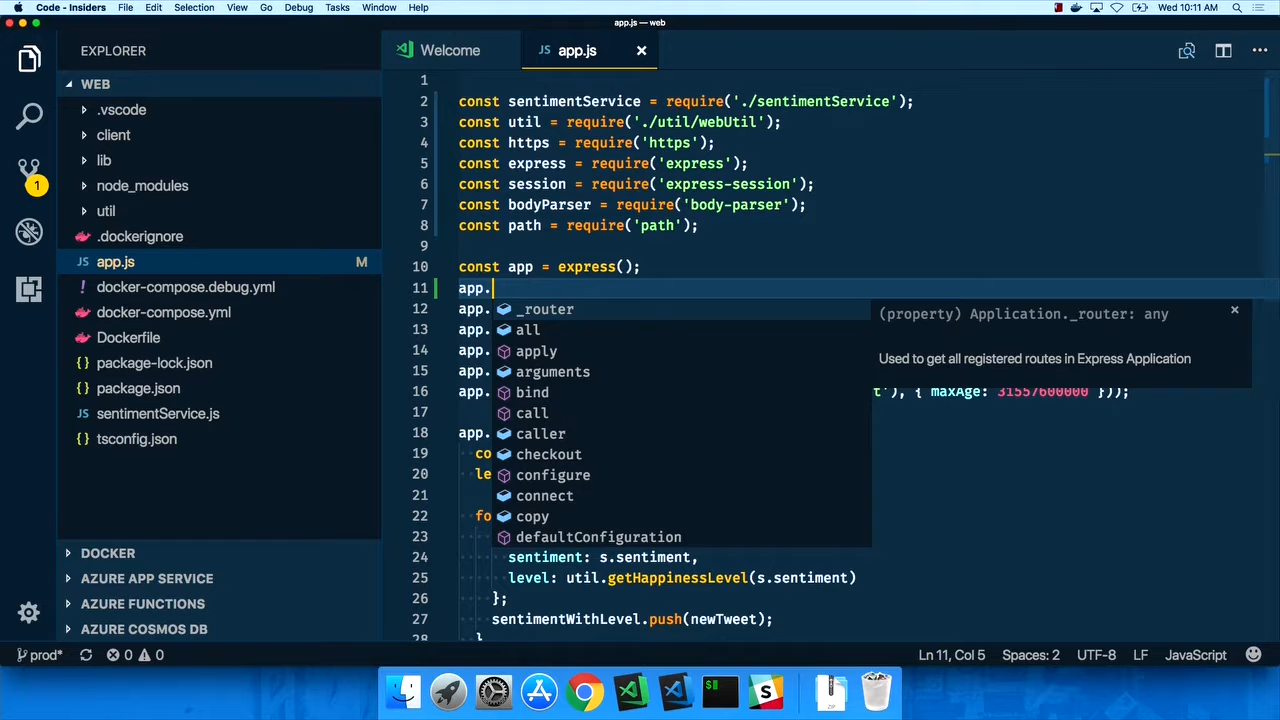 Code - Insiders File Edit Selection View Go Debug Tasks Window Help Wed 10:11 AM
app.js — web
EXPLORER
Welcome
JS app.js
WEB
.vscode
client
lib
node_modules
util
.dockerignore
JS app.js M
! docker-compose.debug.yml
docker-compose.yml
Dockerfile
{} package-lock.json
{} package.json
JS sentimentService.js
{} tsconfig.json
DOCKER
AZURE APP SERVICE
AZURE FUNCTIONS
AZURE COSMOS DB
1
1
2 const sentimentService = require('./sentimentService');
3 const util = require('./util/webUtil');
4 const https = require('https');
5 const express = require('express');
6 const session = require('express-session');
7 const bodyParser = require('body-parser');
8 const path = require('path');
9
10 const app = express();
11 app.
12 app.
13 app.
14 app.
15 app.
16 app. t'), { maxAge: 31557600000 }));
17
18 app.
19 co
20 le
21
22 fo
23
24 sentiment: s.sentiment,
25 level: util.getHappinessLevel(s.sentiment)
26 };
27 sentimentWithLevel.push(newTweet);
28 }
_router
all
apply
arguments
bind
call
caller
checkout
configure
connect
copy
defaultConfiguration
(property) Application._router: any
Used to get all registered routes in Express Application
prod* 0 0 Ln 11, Col 5 Spaces: 2 UTF-8 LF JavaScript
$
S
ZIP